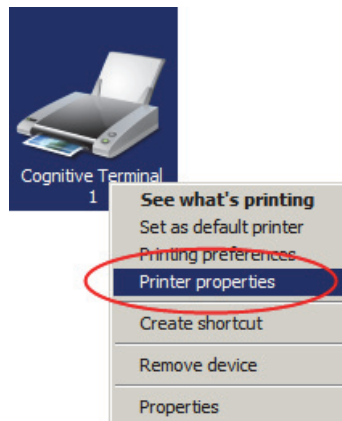 Cognitive Terminal
1
See what's printing
Set as default printer
Printing preferences
Printer properties
Create shortcut
Remove device
Properties